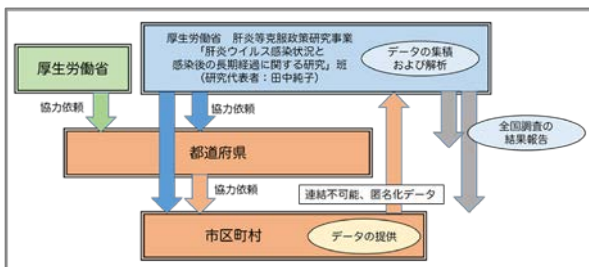 厚生労働省 肝炎等克服政策研究事業
「肝炎ウイルス感染状況と
感染後の長期経過に関する研究」班
(研究代表者:田中純子)
データの集積
および解析
厚生労働省
協力依頼
協力依頼
全国調査の
結果報告
都道府県
協力依頼
連結不可能、匿名化データ
市区町村
データの提供